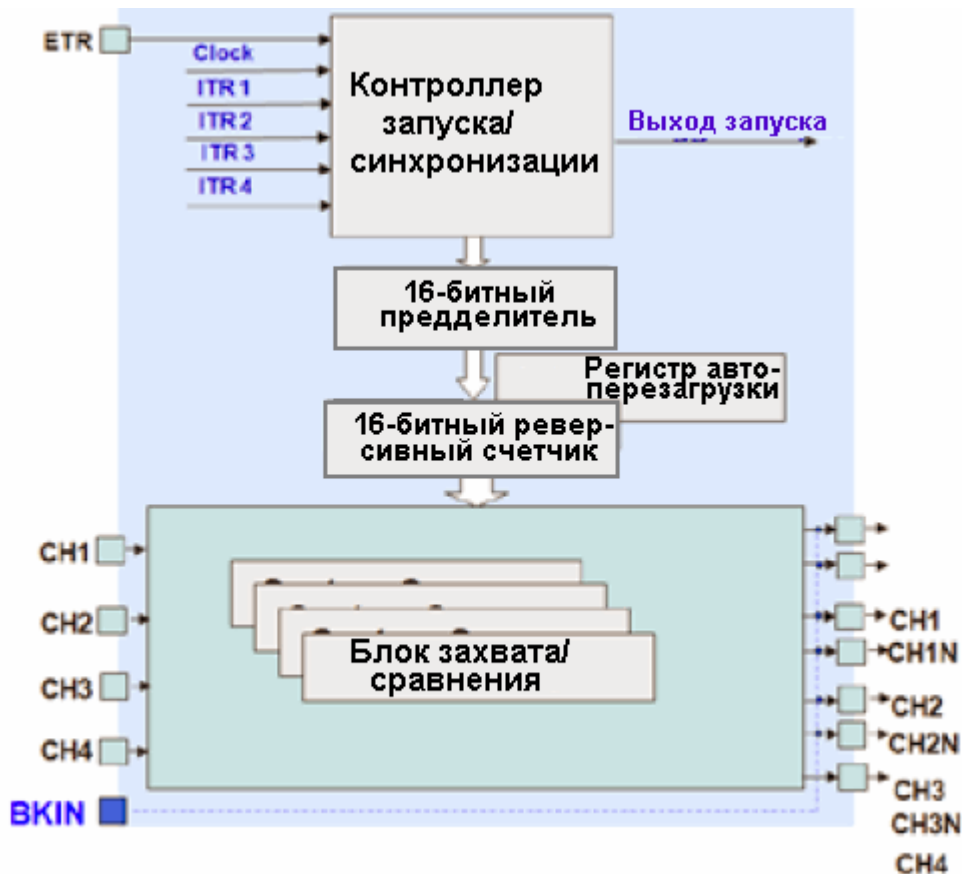 ETR
Clock
ITR1
ITR2
ITR3
ITR4
Контроллер
запуска/
синхронизации
Выход запуска
16-битный
предделитель
Регистр авто-
перезагрузки
16-битный ревер-
сивный счетчик
CH1
CH2
CH3
CH4
BKIN
Блок захвата/
сравнения
CH1
CH1N
CH2
CH2N
CH3
CH3N
CH4